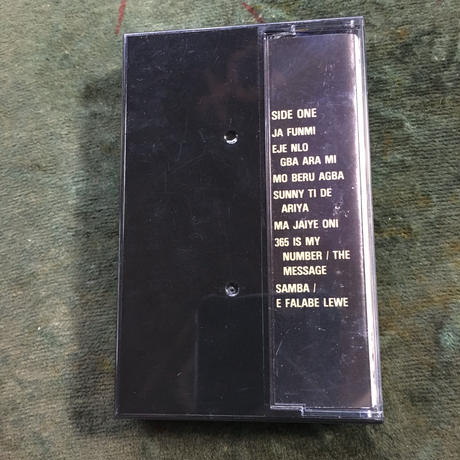 SIDE ONE
JA FUNMI
EJE NLO
GBA ARA MI
MO BERU AGBA
SUNNY TI DE
ARIYA
MA JAIYE ONI
365 IS MY
NUMBER / THE
MESSAGE
SAMBA /
E FALABE LEWE